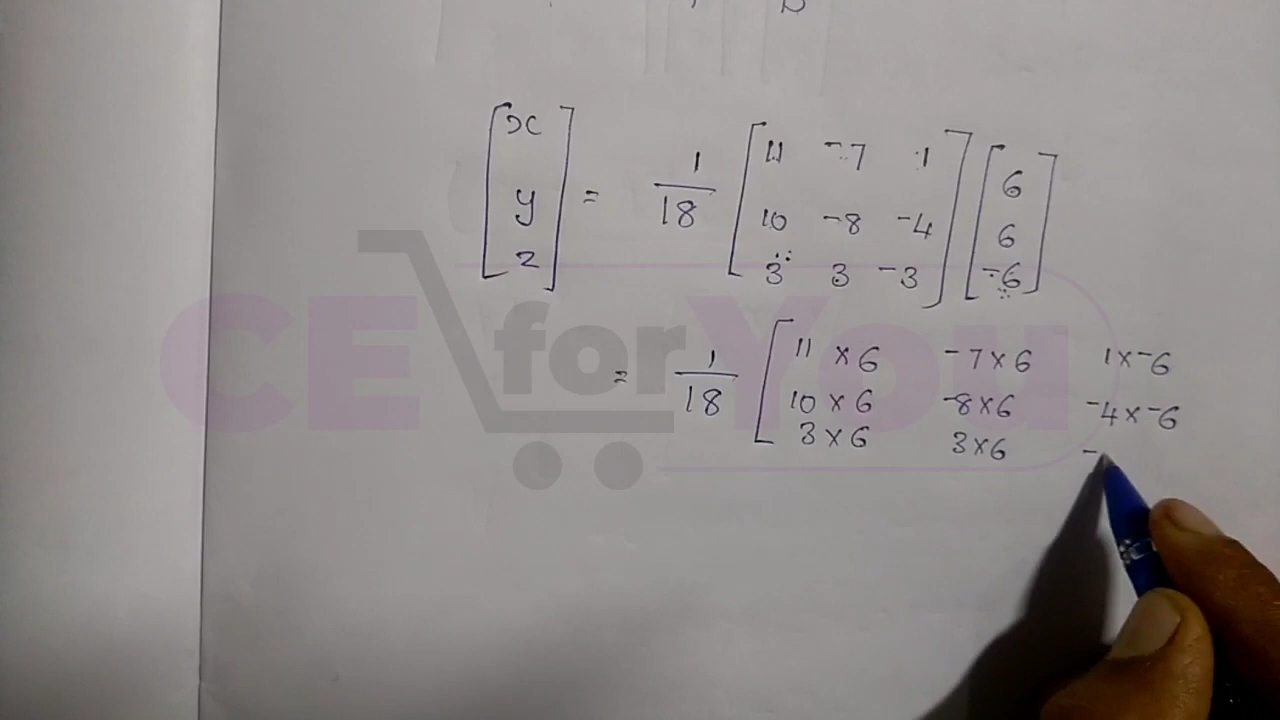 [x
y
z] = 1/18 [11 -7 1
10 -8 -4
3 3 -3] [6
6
-6]
= 1/18 [11 × 6 -7×6 1×-6
10 × 6 -8×6 -4×-6
3 × 6 3×6 -
CE for You